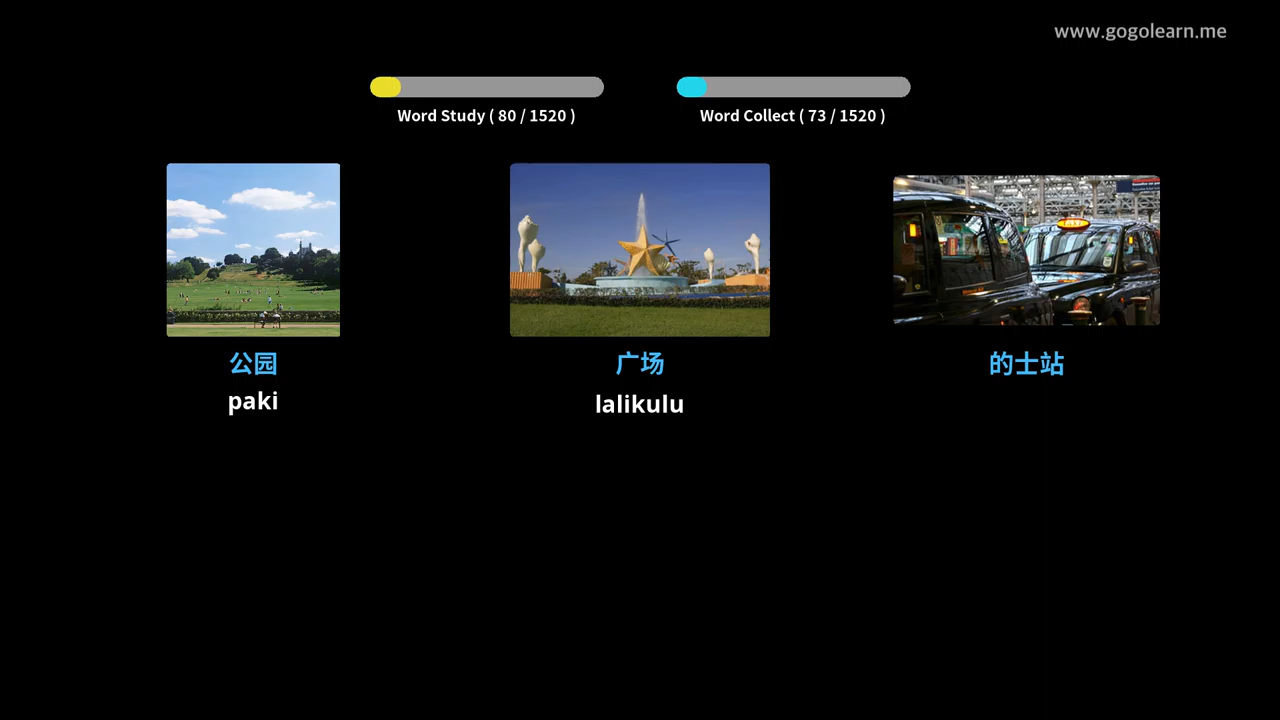 www.gogolearn.me
Word Study ( 80 / 1520 )
Word Collect ( 73 / 1520 )
公园
广场
的士站
paki
lalikulu